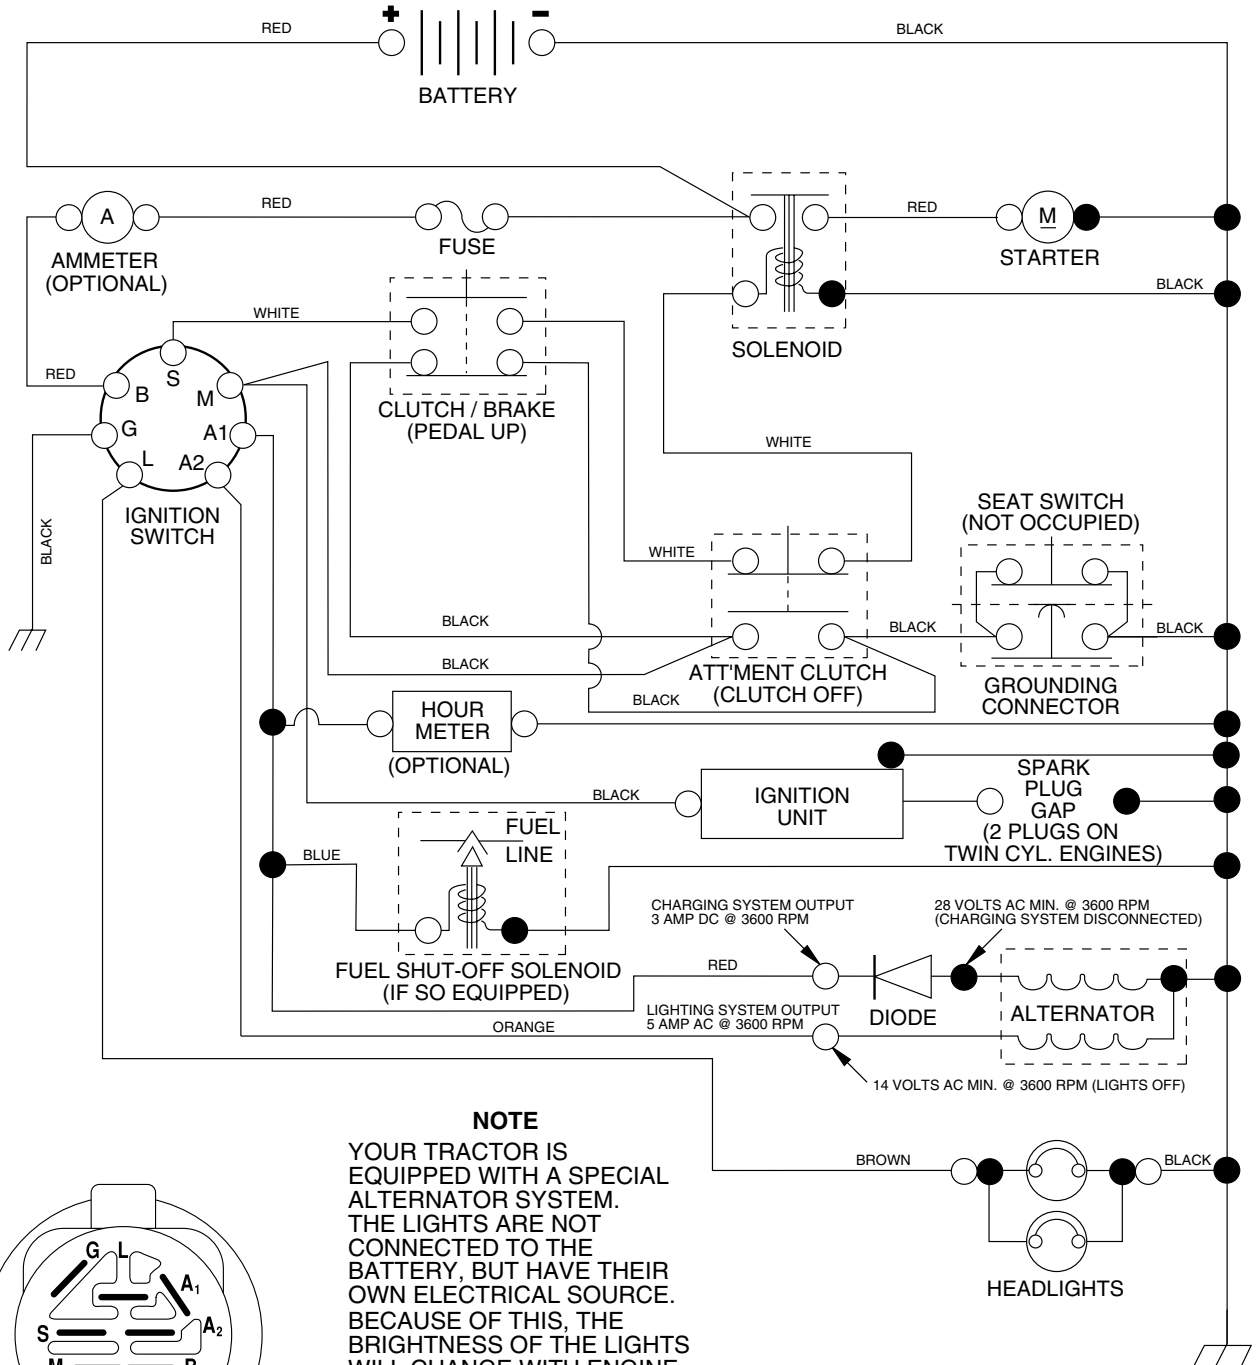 +
−
RED
BLACK
BATTERY
A
RED
FUSE
RED
M
AMMETER
(OPTIONAL)
STARTER
BLACK
WHITE
SOLENOID
RED
B
S
M
G
A1
L
A2
CLUTCH / BRAKE
(PEDAL UP)
IGNITION
SWITCH
BLACK
WHITE
SEAT SWITCH
(NOT OCCUPIED)
WHITE
BLACK
BLACK
BLACK
BLACK
ATT'MENT CLUTCH
(CLUTCH OFF)
BLACK
GROUNDING
CONNECTOR
HOUR
METER
(OPTIONAL)
BLACK
IGNITION
UNIT
SPARK
PLUG
GAP
(2 PLUGS ON
TWIN CYL. ENGINES)
FUEL
LINE
BLUE
FUEL SHUT-OFF SOLENOID
(IF SO EQUIPPED)
CHARGING SYSTEM OUTPUT
3 AMP DC @ 3600 RPM
28 VOLTS AC MIN. @ 3600 RPM
(CHARGING SYSTEM DISCONNECTED)
RED
LIGHTING SYSTEM OUTPUT
5 AMP AC @ 3600 RPM
DIODE
ALTERNATOR
ORANGE
14 VOLTS AC MIN. @ 3600 RPM (LIGHTS OFF)
NOTE
YOUR TRACTOR IS
EQUIPPED WITH A SPECIAL
ALTERNATOR SYSTEM.
THE LIGHTS ARE NOT
CONNECTED TO THE
BATTERY, BUT HAVE THEIR
OWN ELECTRICAL SOURCE.
BECAUSE OF THIS, THE
BRIGHTNESS OF THE LIGHTS
WILL CHANGE WITH ENGINE
BROWN
BLACK
HEADLIGHTS
G
L
A1
S
A2
M
B